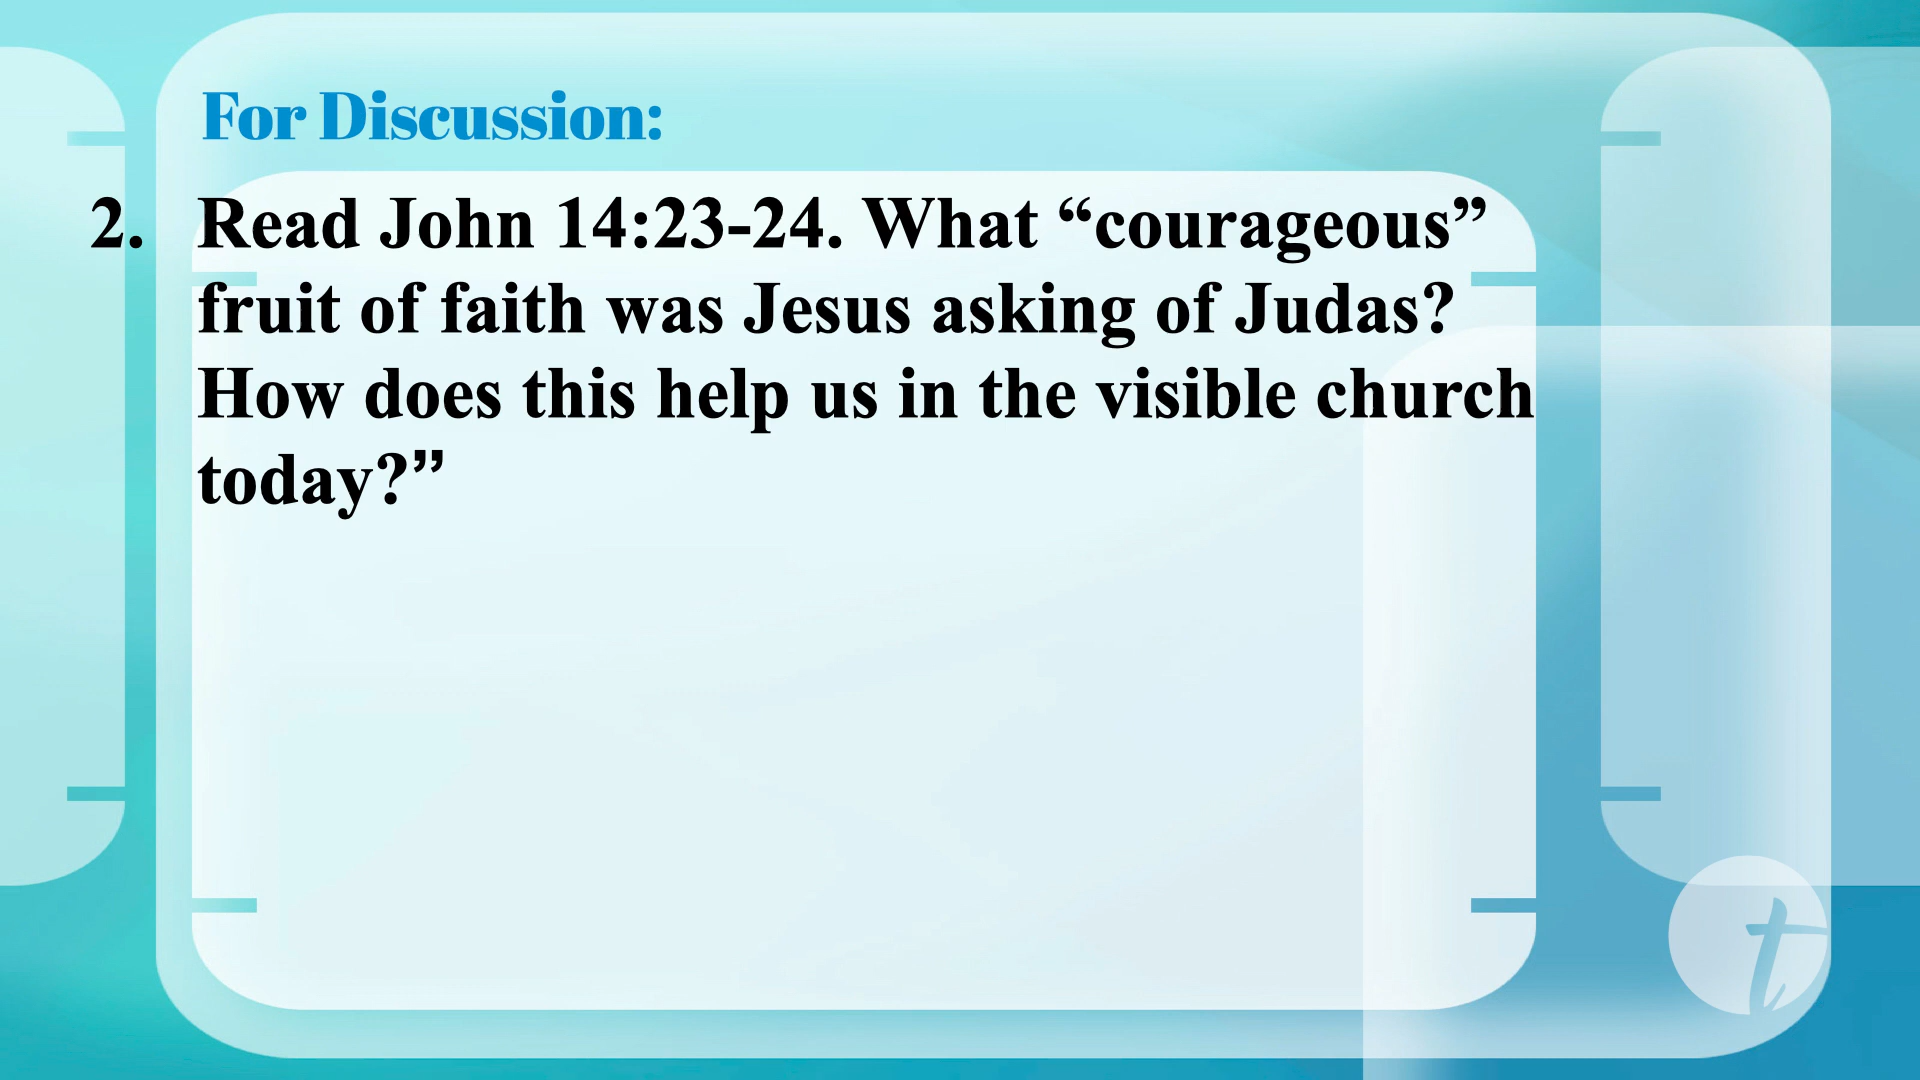 For Discussion:
2. Read John 14:23-24. What “courageous”
fruit of faith was Jesus asking of Judas?
How does this help us in the visible church
today?”
t